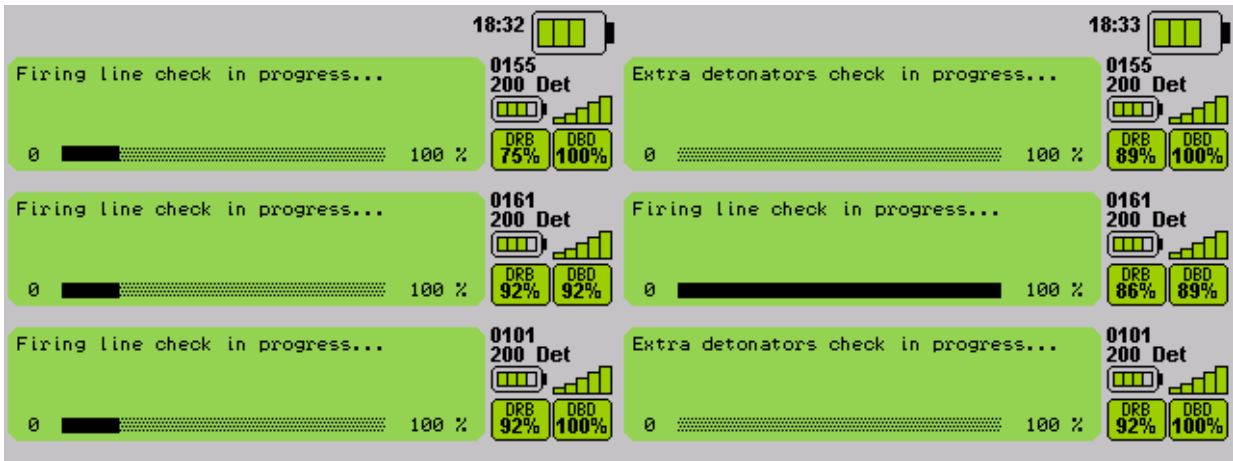 18:32
Firing line check in progress...
0155
200 Det
0 100 %
DRB DBD
75% 100%
Firing line check in progress...
0161
200 Det
0 100 %
DRB DBD
92% 92%
Firing line check in progress...
0101
200 Det
0 100 %
DRB DBD
92% 100%
18:33
Extra detonators check in progress...
0155
200 Det
0 100 %
DRB DBD
89% 100%
Firing line check in progress...
0161
200 Det
0 100 %
DRB DBD
86% 89%
Extra detonators check in progress...
0101
200 Det
0 100 %
DRB DBD
92% 100%